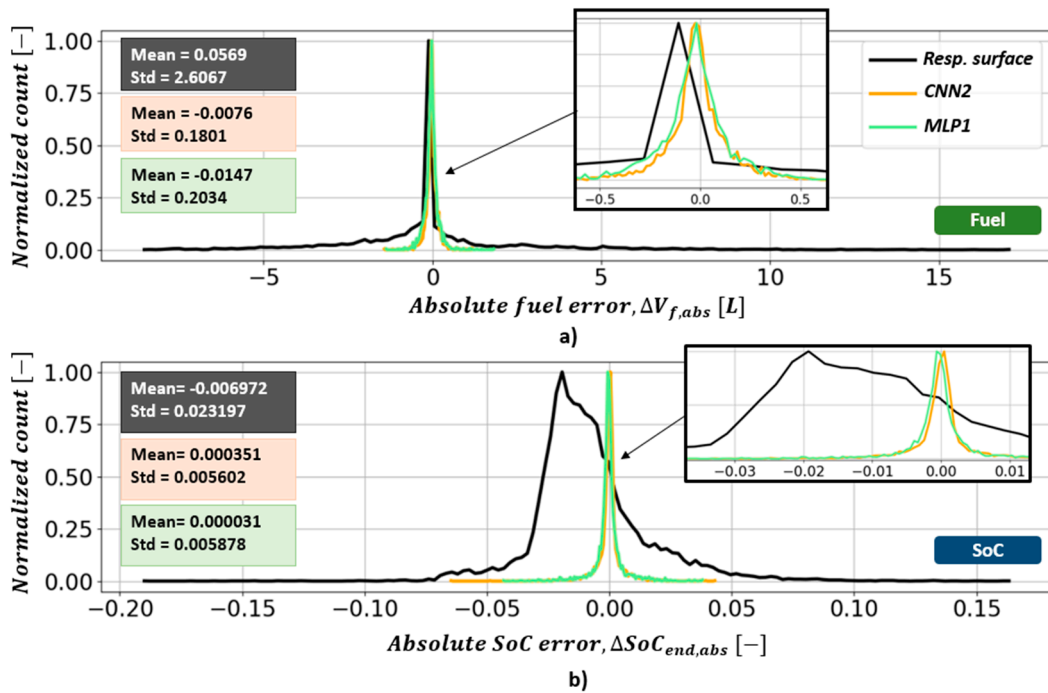 1.00
0.75
0.50
0.25
0.00
Normalized count [−]
Mean = 0.0569
Std = 2.6067
Mean = -0.0076
Std = 0.1801
Mean = -0.0147
Std = 0.2034
−0.5
0.0
0.5
Resp. surface
CNN2
MLP1
Fuel
−5
0
5
10
15
Absolute fuel error, ΔV_f,abs [L]
a)
1.00
0.75
0.50
0.25
0.00
Normalized count [−]
Mean= -0.006972
Std = 0.023197
Mean= 0.000351
Std = 0.005602
Mean= 0.000031
Std = 0.005878
−0.03
−0.02
−0.01
0.00
0.01
SoC
−0.20
−0.15
−0.10
−0.05
0.00
0.05
0.10
0.15
Absolute SoC error, ΔSoC_end,abs [−]
b)